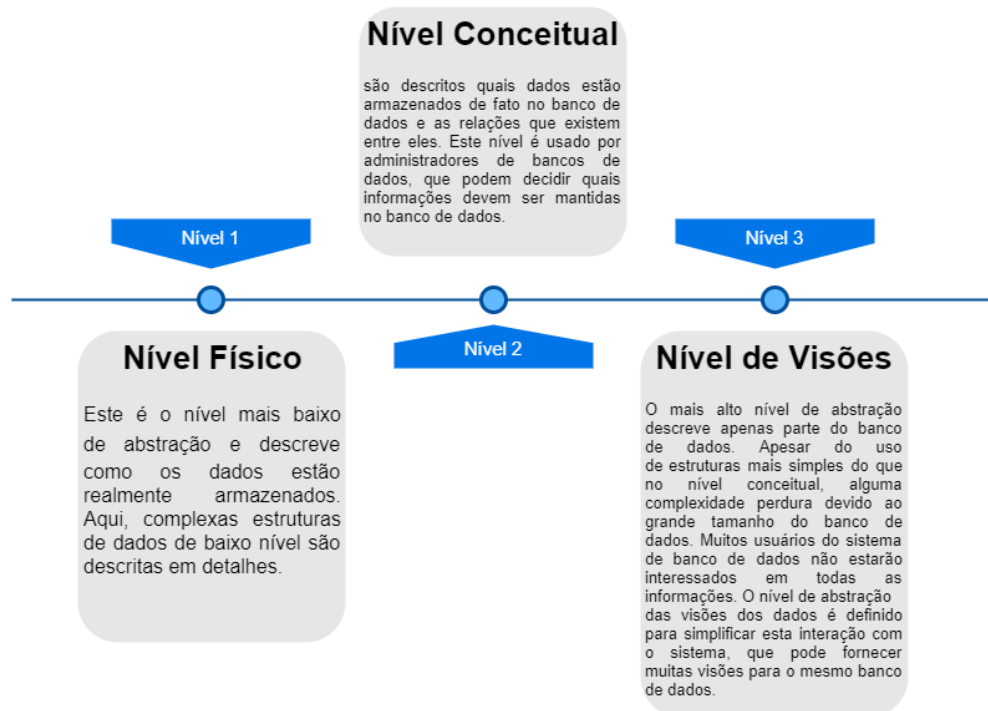 Nível Conceitual
são descritos quais dados estão
armazenados de fato no banco de
dados e as relações que existem
entre eles. Este nível é usado por
administradores de bancos de
dados, que podem decidir quais
informações devem ser mantidas
no banco de dados.
Nível 1
Nível 3
Nível 2
Nível Físico
Este é o nível mais baixo
de abstração e descreve
como os dados estão
realmente armazenados.
Aqui, complexas estruturas
de dados de baixo nível são
descritas em detalhes.
Nível de Visões
O mais alto nível de abstração
descreve apenas parte do banco
de dados. Apesar do uso
de estruturas mais simples do que
no nível conceitual, alguma
complexidade perdura devido ao
grande tamanho do banco de
dados. Muitos usuários do sistema
de banco de dados não estarão
interessados em todas as
informações. O nível de abstração
das visões dos dados é definido
para simplificar esta interação com
o sistema, que pode fornecer
muitas visões para o mesmo banco
de dados.